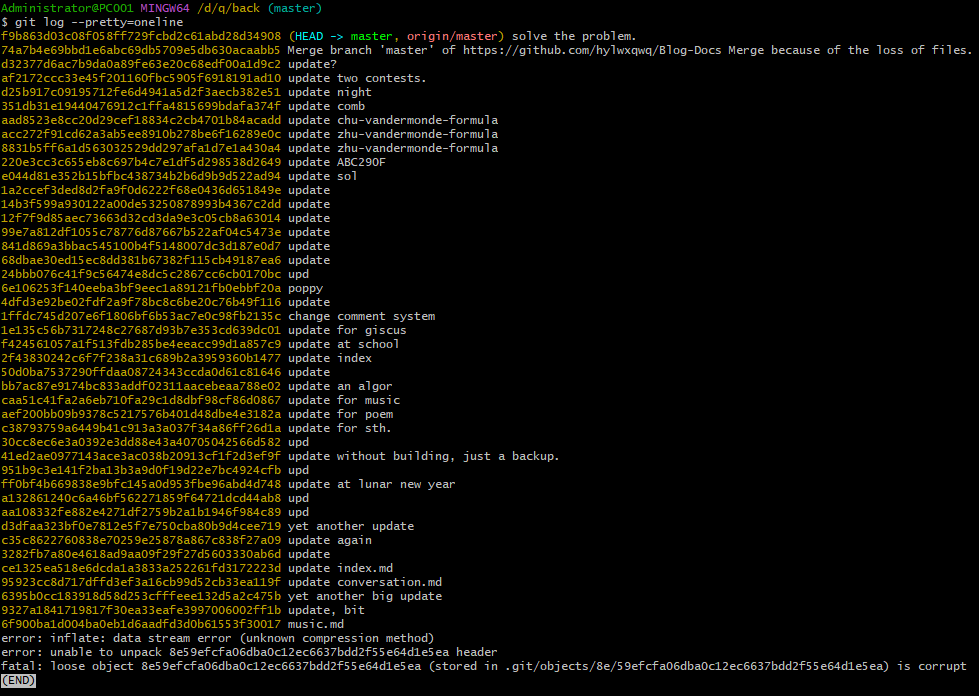 Administrator@PC001 MINGW64 /d/q/back (master)
$ git log --pretty=oneline
f9b863d03c08f058ff729fcbd2c61abd28d34908 (HEAD -> master, origin/master) solve the problem.
74a7b4e69bbd1e6abc69db5709e5db630acaabb5 Merge branch 'master' of https://github.com/hylwxqwq/Blog-Docs Merge because of the loss of files.
d32377d6ac7b9da0a89fe63e20c68edf00a1d9c2 update?
af2172ccc33e45f201160fbc5905f6918191ad10 update two contests.
d25b917c09195712fe6d4941a5d2f3aecb382e51 update night
351db31e19440476912c1ffa4815699bdafa374f update comb
aad8523e8cc20d29cef18834c2cb4701b84acadd update chu-vandermonde-formula
acc272f91cd62a3ab5ee8910b278be6f16289e0c update zhu-vandermonde-formula
8831b5ff6a1d563032529dd297afa1d7e1a430a4 update zhu-vandermonde-formula
220e3cc3c655eb8c697b4c7e1df5d298538d2649 update ABC290F
e044d81e352b15bfbc438734b2b6d9b9d522ad94 update sol
1a2ccef3ded8d2fa9f0d6222f68e0436d651849e update
14b3f599a930122a00de53250878993b4367c2dd update
12f7f9d85aec73663d32cd3da9e3c05cb8a63014 update
99e7a812df1055c78776d87667b522af04c5473e update
841d869a3bbac545100b4f5148007dc3d187e0d7 update
68dbae30ed15ec8dd381b67382f115cb49187ea6 update
24bbb076c41f9c56474e8dc5c2867cc6cb0170bc upd
6e106253f140eeba3bf9eec1a89121fb0ebbf20a poppy
4dfd3e92be02fdf2a9f78bc8c6be20c76b49f116 update
1ffdc745d207e6f1806bf6b53ac7e0c98fb2135c change comment system
1e135c56b7317248c27687d93b7e353cd639dc01 update for giscus
f424561057a1f513fdb285be4eeacc99d1a857c9 update at school
2f43830242c6f7f238a31c689b2a3959360b1477 update index
50d0ba7537290ffdaa08724343ccda0d61c81646 update
bb7ac87e9174bc833addf02311aacebeaa788e02 update an algor
caa51c41fa2a6eb710fa29c1d8dbf98cf86d0867 update for music
aef200bb09b9378c5217576b401d48dbe4e3182a update for poem
c38793759a6449b41c913a3a037f34a86ff26d1a update for sth.
30cc8ec6e3a0392e3dd88e43a40705042566d582 upd
41ed2ae0977143ace3ac038b20913cf1f2d3ef9f update without building, just a backup.
951b9c3e141f2ba13b3a9d0f19d22e7bc4924cfb upd
ff0bf4b669838e9bfc145a0d953fbe96abd4d748 update at lunar new year
a132861240c6a46bf562271859f64721dcd44ab8 upd
aa108332fe882e4271df2759b2a1b1946f984c89 upd
d3dfaa323bf0e7812e5f7e750cba80b9d4cee719 yet another update
c35c8622760838e70259e25878a867c838f27a09 update again
3282fb7a80e4618ad9aa09f29f27d5603330ab6d update
ce1325ea518e6dcda1a3833a252261fd3172223d update index.md
95923cc8d717dffd3ef3a16cb99d52cb33ea119f update conversation.md
6395b0cc183918d58d253cfffeee132d5a2c475b yet another big update
9327a1841719817f30ea33eafe3997006002ff1b update, bit
6f900ba1d004ba0eb1d6aadfd3d0b61553f30017 music.md
error: inflate: data stream error (unknown compression method)
error: unable to unpack 8e59efcfa06dba0c12ec6637bdd2f55e64d1e5ea header
fatal: loose object 8e59efcfa06dba0c12ec6637bdd2f55e64d1e5ea (stored in .git/objects/8e/59efcfa06dba0c12ec6637bdd2f55e64d1e5ea) is corrupt
(END)